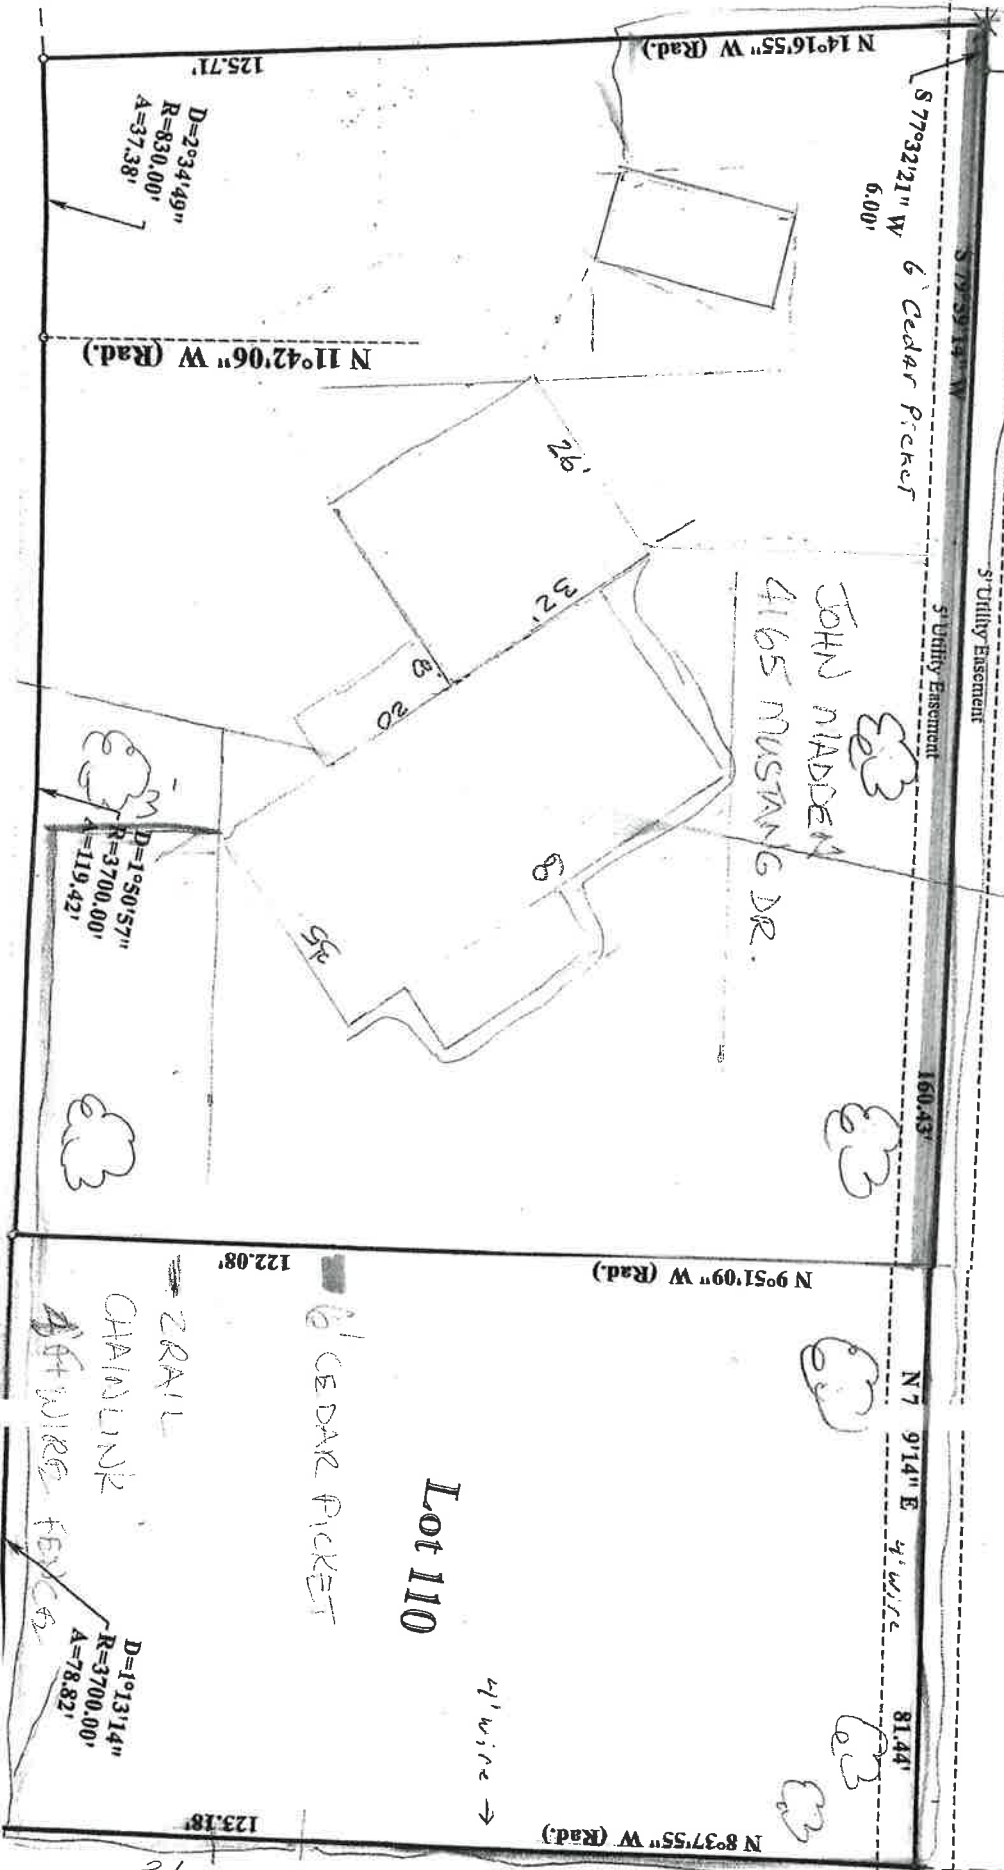 N 14°16'55" W (Rad.)
125.71'
S 77°32'21" W
6.00'
6' Cedar Picket
5' Utility Easement
5' Utility Easement
160.43'
D=2°34'49"
R=830.00'
A=37.38'
N 11°42'06" W (Rad.)
26'
32'
8'
20
8
35
JOHN MADDEN
4165 MUSTANG DR.
D=1°50'57"
R=3700.00'
A=119.42'
N 9°51'09" W (Rad.)
122.08'
N 7 9'14" E
4' wire
81.44'
6' CEDAR PICKET
2 RAIL
CHAINLINK
WIRE FENCE
Lot 110
4' wire →
D=1°13'14"
R=3700.00'
A=78.82'
N 8°37'55" W (Rad.)
123.18'